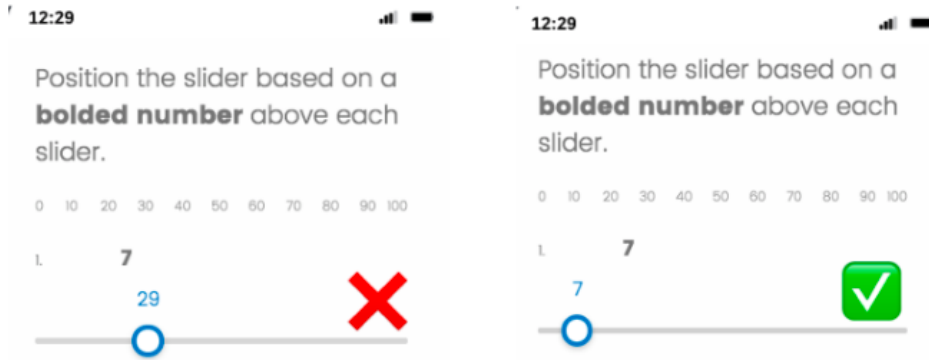 12:29
Position the slider based on a
bolded number above each
slider.
0 10 20 30 40 50 60 70 80 90 100
1. 7
29
12:29
Position the slider based on a
bolded number above each
slider.
0 10 20 30 40 50 60 70 80 90 100
1. 7
7